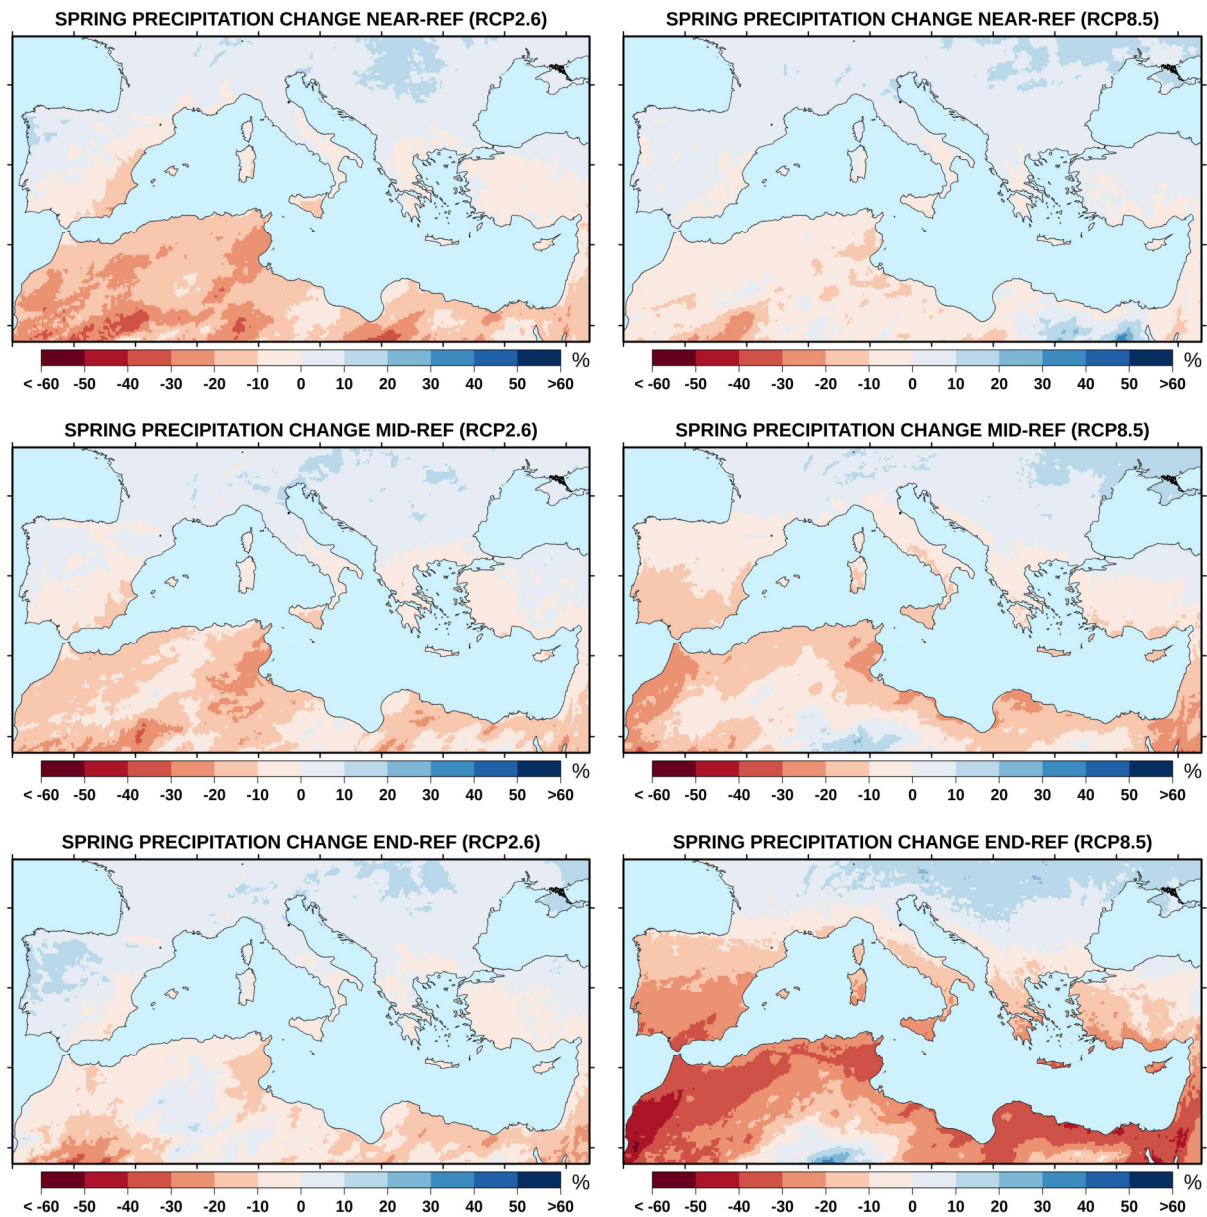 SPRING PRECIPITATION CHANGE NEAR-REF (RCP2.6)
%
< -60 -50 -40 -30 -20 -10 0 10 20 30 40 50 >60
SPRING PRECIPITATION CHANGE NEAR-REF (RCP8.5)
%
< -60 -50 -40 -30 -20 -10 0 10 20 30 40 50 >60
SPRING PRECIPITATION CHANGE MID-REF (RCP2.6)
%
< -60 -50 -40 -30 -20 -10 0 10 20 30 40 50 >60
SPRING PRECIPITATION CHANGE MID-REF (RCP8.5)
%
< -60 -50 -40 -30 -20 -10 0 10 20 30 40 50 >60
SPRING PRECIPITATION CHANGE END-REF (RCP2.6)
%
< -60 -50 -40 -30 -20 -10 0 10 20 30 40 50 >60
SPRING PRECIPITATION CHANGE END-REF (RCP8.5)
%
< -60 -50 -40 -30 -20 -10 0 10 20 30 40 50 >60